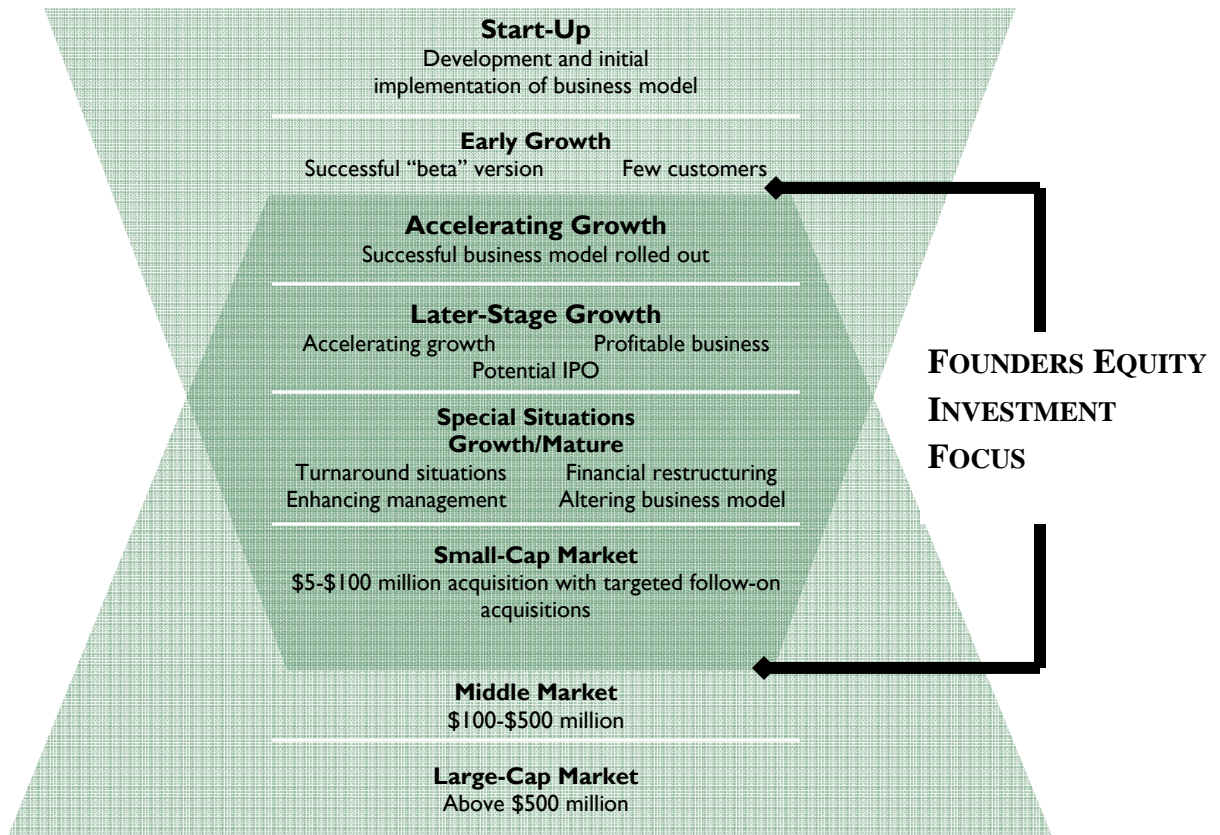 Start-Up
Development and initial
implementation of business model
Early Growth
Successful “beta” version Few customers
Accelerating Growth
Successful business model rolled out
Later-Stage Growth
Accelerating growth Profitable business
Potential IPO
Special Situations
Growth/Mature
Turnaround situations Financial restructuring
Enhancing management Altering business model
Small-Cap Market
$5-$100 million acquisition with targeted follow-on
acquisitions
Middle Market
$100-$500 million
Large-Cap Market
Above $500 million
FOUNDERS EQUITY
INVESTMENT
FOCUS